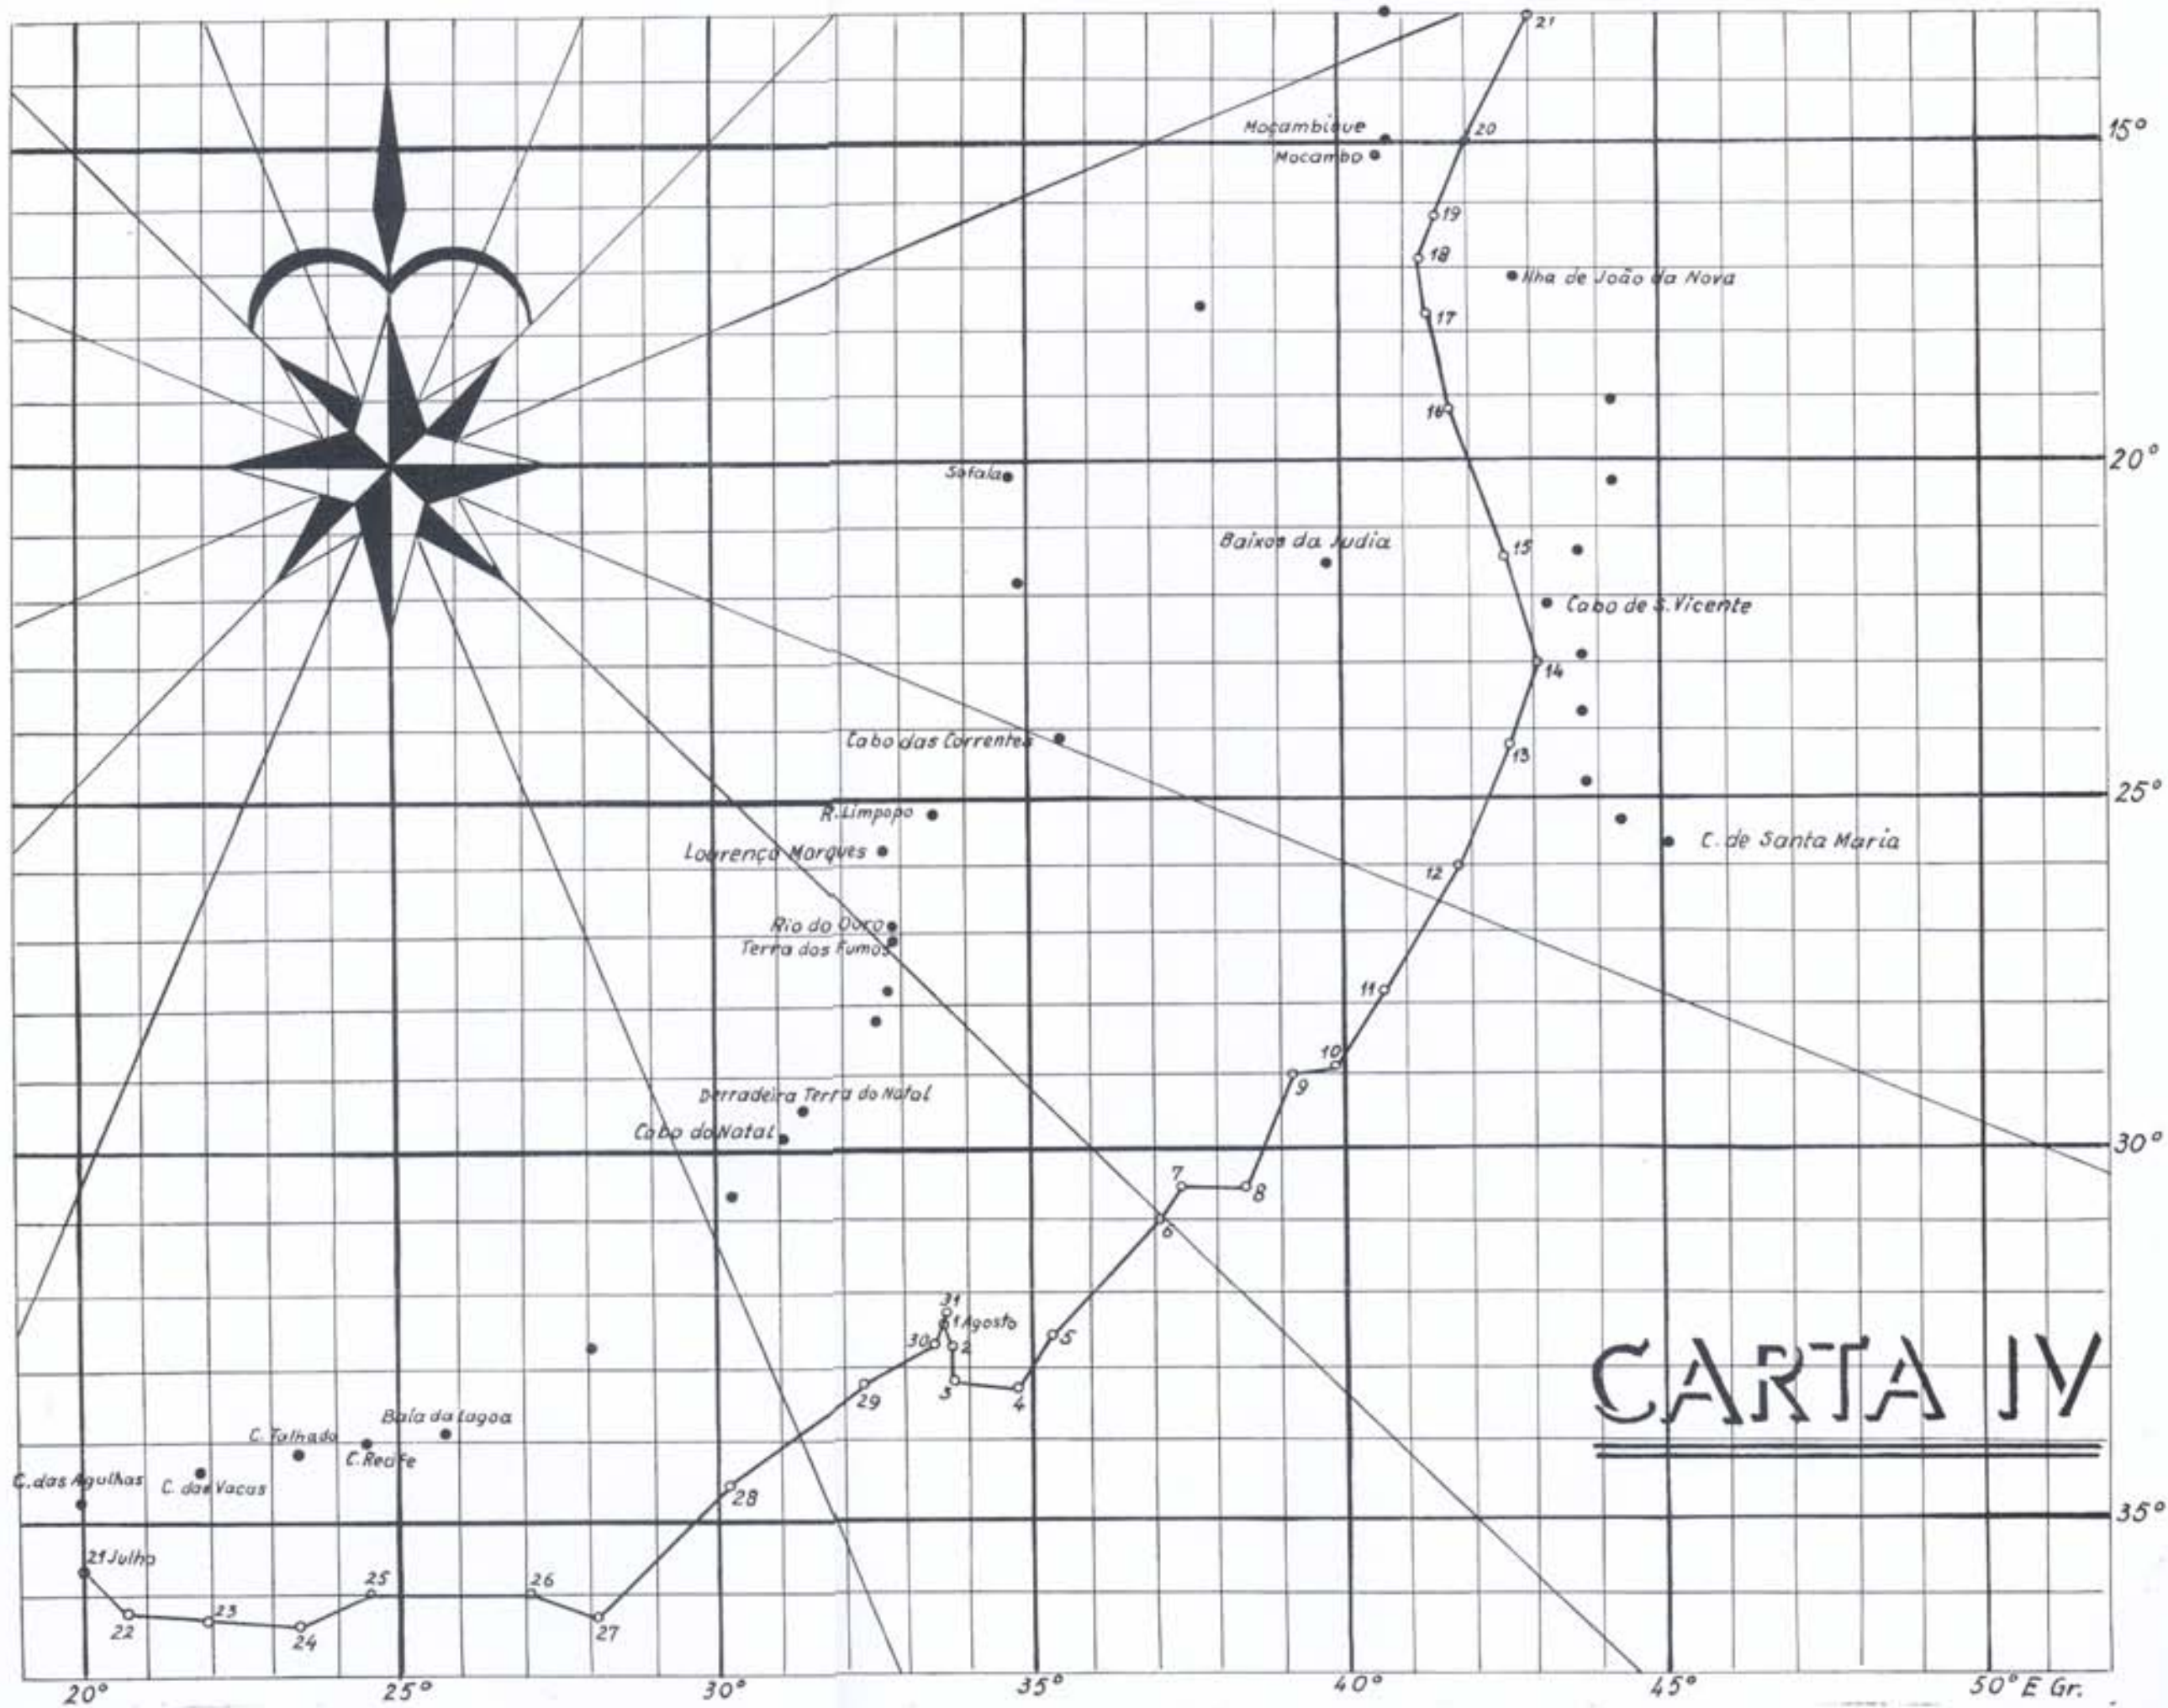 21
Moçambique
20
15°
Mocambo
19
18
Ilha de João da Nova
17
16
Sofala
20°
Baixos da Judia
15
Cabo de S. Vicente
14
Cabo das Correntes
13
25°
R. Limpopo
C. de Santa Maria
Lourenço Marques
12
Rio do Ouro
Terra dos Fumos
11
10
9
Derradeira Terra do Natal
Cabo do Natal
30°
7
8
6
31
1 Agosto
30
2
5
CARTA IV
29
3
4
Baía da Lagoa
C. Talhado
C. Recife
C. das Agulhas
C. das Vacas
28
35°
21 Julho
25
26
23
22
24
27
20°
25°
30°
35°
40°
45°
50° E Gr.